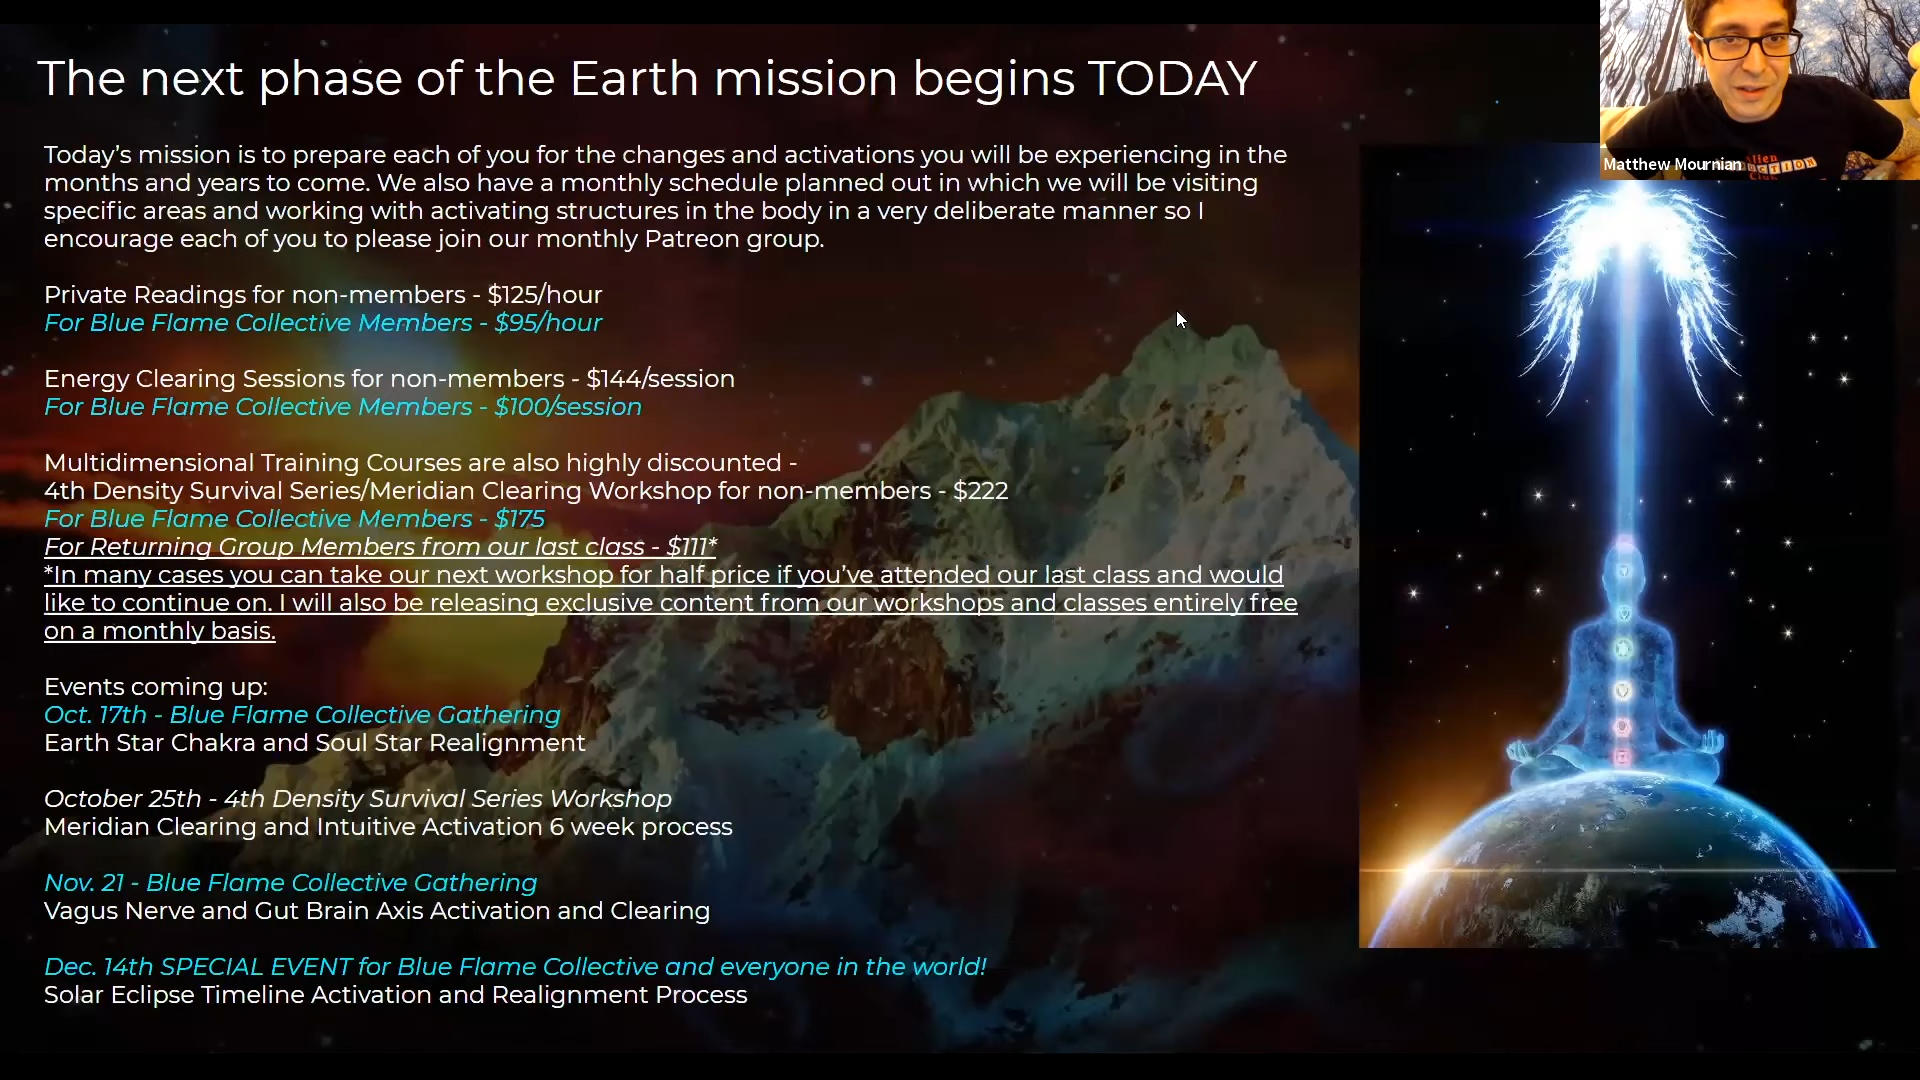 The next phase of the Earth mission begins TODAY
Today's mission is to prepare each of you for the changes and activations you will be experiencing in the
months and years to come. We also have a monthly schedule planned out in which we will be visiting
specific areas and working with activating structures in the body in a very deliberate manner so I
encourage each of you to please join our monthly Patreon group.
Private Readings for non-members - $125/hour
For Blue Flame Collective Members - $95/hour
Energy Clearing Sessions for non-members - $144/session
For Blue Flame Collective Members - $100/session
Multidimensional Training Courses are also highly discounted -
4th Density Survival Series/Meridian Clearing Workshop for non-members - $222
For Blue Flame Collective Members - $175
For Returning Group Members from our last class - $111*
*In many cases you can take our next workshop for half price if you've attended our last class and would
like to continue on. I will also be releasing exclusive content from our workshops and classes entirely free
on a monthly basis.
Events coming up:
Oct. 17th - Blue Flame Collective Gathering
Earth Star Chakra and Soul Star Realignment
October 25th - 4th Density Survival Series Workshop
Meridian Clearing and Intuitive Activation 6 week process
Nov. 21 - Blue Flame Collective Gathering
Vagus Nerve and Gut Brain Axis Activation and Clearing
Dec. 14th SPECIAL EVENT for Blue Flame Collective and everyone in the world!
Solar Eclipse Timeline Activation and Realignment Process
Matthew Mournian